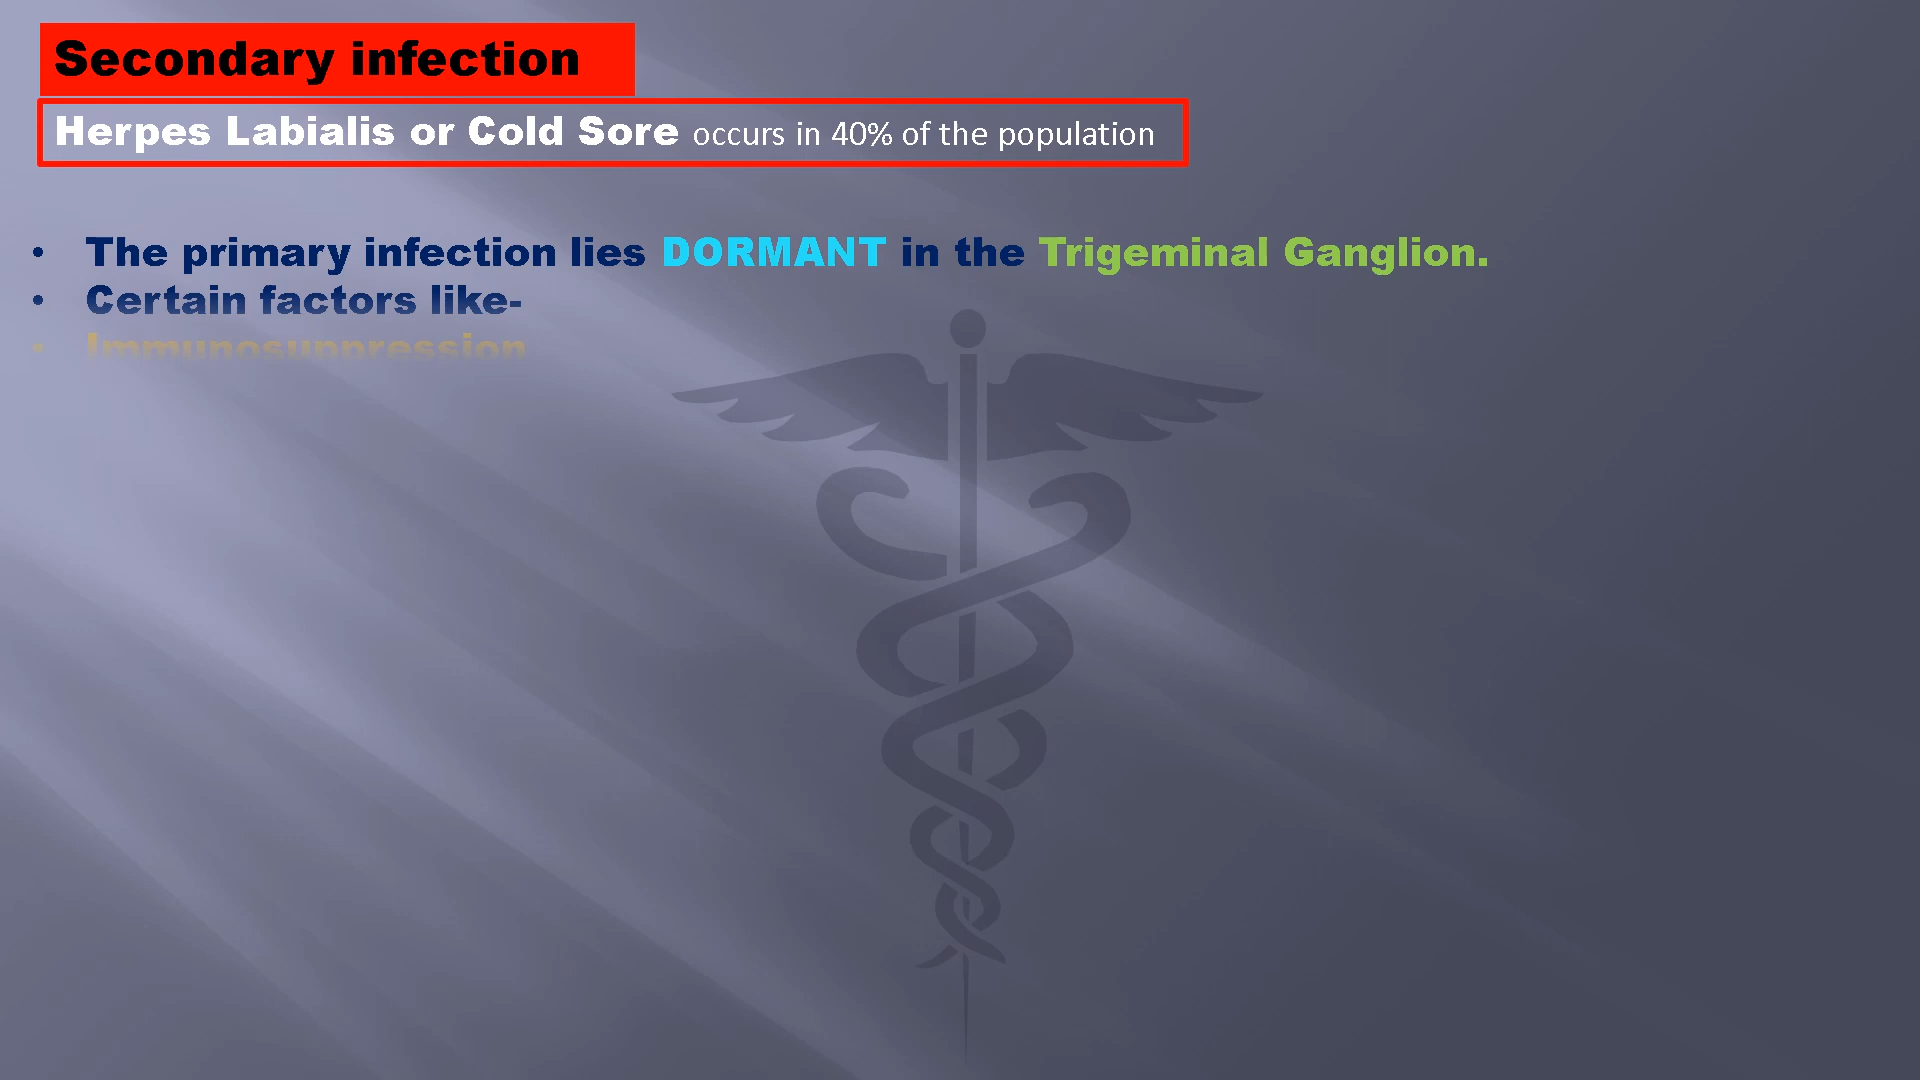 Secondary infection
Herpes Labialis or Cold Sore occurs in 40% of the population
• The primary infection lies DORMANT in the Trigeminal Ganglion.
• Certain factors like-
• Immunosuppression